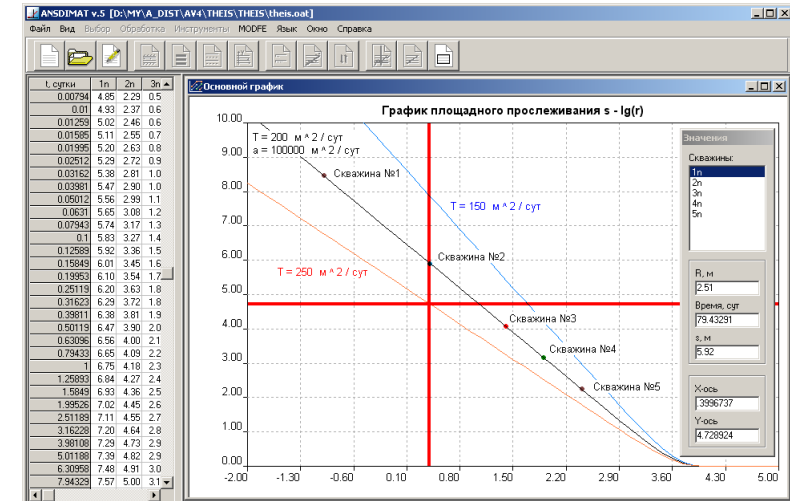 ANSDIMAT v.5 [D:\MY\A_DIST\AV4\THEIS\THEIS\theis.oat]
Файл Вид Выбор Обработка Инструменты MODFE Язык Окно Справка
t, сутки 1n 2n 3n
0.00794 4.85 2.29 0.5
0.01 4.93 2.37 0.6
0.01259 5.02 2.46 0.6
0.01585 5.11 2.55 0.7
0.01995 5.20 2.63 0.8
0.02512 5.29 2.72 0.9
0.03162 5.38 2.81 1.0
0.03981 5.47 2.90 1.0
0.05012 5.56 2.99 1.1
0.0631 5.65 3.08 1.2
0.07943 5.74 3.17 1.3
0.1 5.83 3.27 1.4
0.12589 5.92 3.36 1.5
0.15849 6.01 3.45 1.6
0.19953 6.10 3.54 1.7
0.25119 6.20 3.63 1.8
0.31623 6.29 3.72 1.8
0.39811 6.38 3.81 1.9
0.50119 6.47 3.90 2.0
0.63096 6.56 4.00 2.1
0.79433 6.65 4.09 2.2
1 6.75 4.18 2.3
1.25893 6.84 4.27 2.4
1.5849 6.93 4.36 2.5
1.99526 7.02 4.45 2.6
2.51189 7.11 4.55 2.7
3.16228 7.20 4.64 2.8
3.98108 7.29 4.73 2.9
5.01188 7.39 4.82 2.9
6.30958 7.48 4.91 3.0
7.94329 7.57 5.00 3.1
Основной график
График площадного прослеживания s - lg(r)
10.00
9.00
8.00
7.00
6.00
5.00
4.00
3.00
2.00
1.00
0.00
-2.00 -1.30 -0.60 0.10 0.80 1.50 2.20 2.90 3.60 4.30 5.00
T = 200 м ^ 2 / сут
a = 100000 м ^ 2 / сут
Скважина №1
T = 150 м ^ 2 / сут
Скважина №2
T = 250 м ^ 2 / сут
Скважина №3
Скважина №4
Скважина №5
Значения
Скважины:
1n
2n
3n
4n
5n
R, м
2.51
Время, сут
79.43291
s, м
5.92
X-ось
.3996737
Y-ось
4.728924